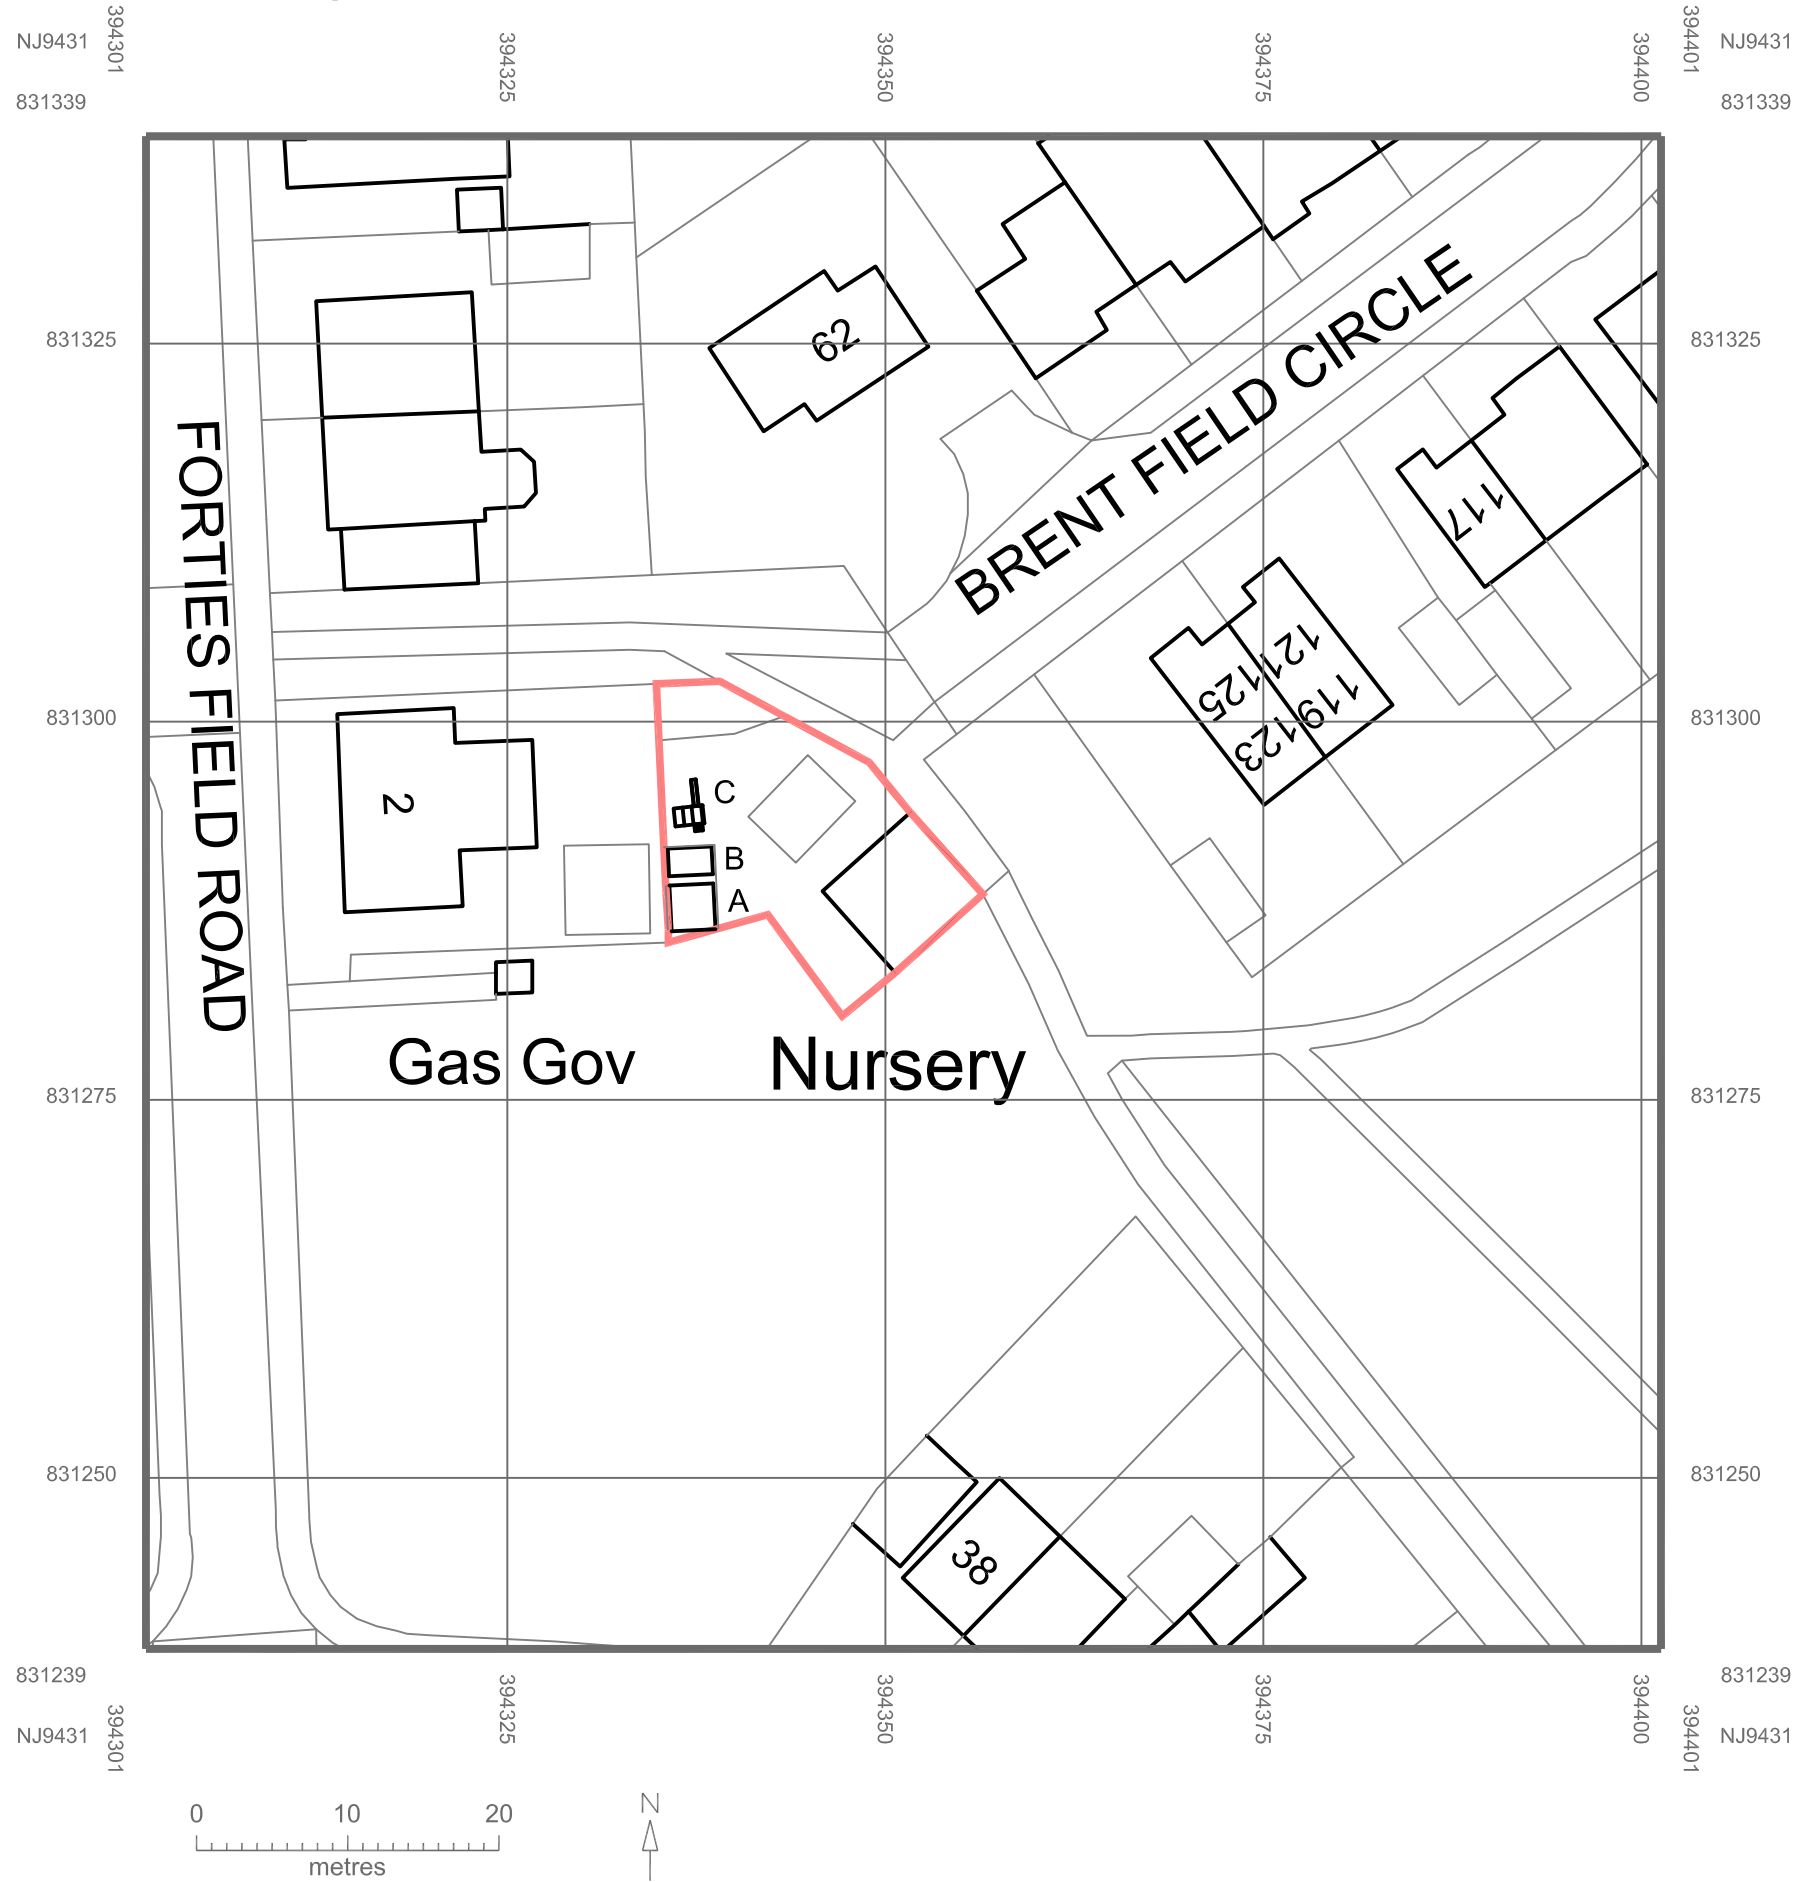 394301
394325
394350
394375
394400
394401
NJ9431
NJ9431
831339
831339
831325
831325
831300
831300
831275
831275
831250
831250
62
BRENT FIELD CIRCLE
FORTIES FIELD ROAD
117
121
125
119
123
2
C
B
A
Gas Gov
Nursery
38
831239
831239
NJ9431
NJ9431
394301
394325
394350
394375
394400
394401
0 10 20
metres
N